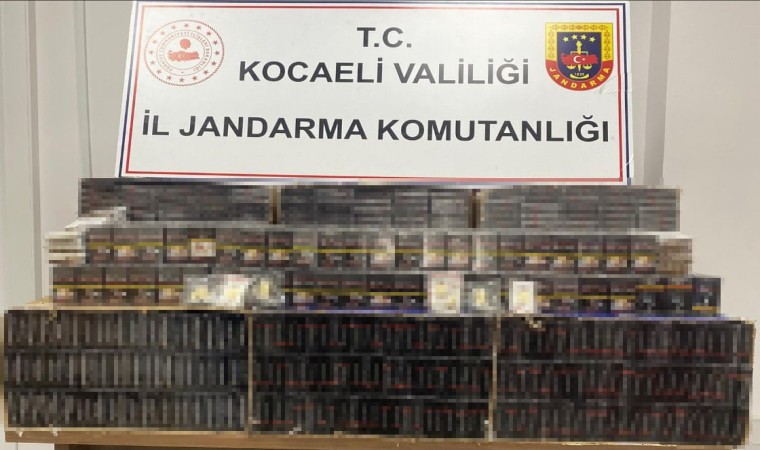 T.C.
KOCAELİ VALİLİĞİ
İL JANDARMA KOMUTANLIĞI
JANDARMA